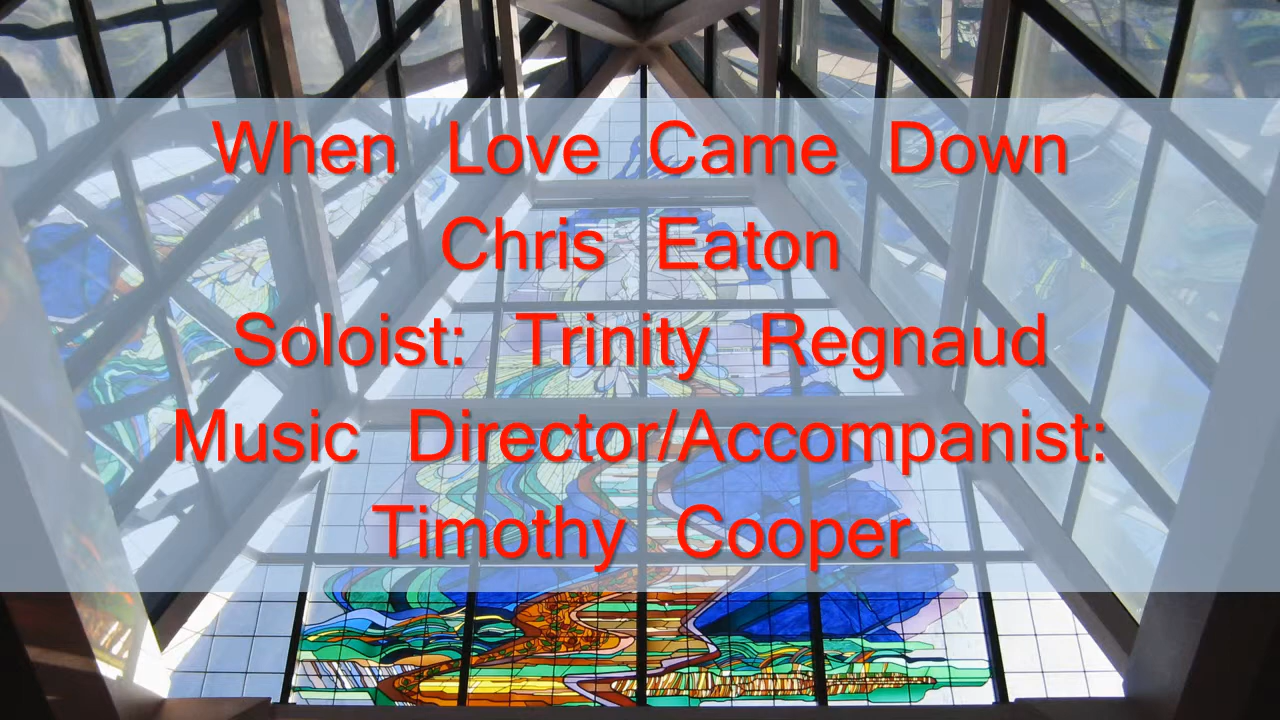 When Love Came Down
Chris Eaton
Soloist: Trinity Regnaud
Music Director/Accompanist:
Timothy Cooper